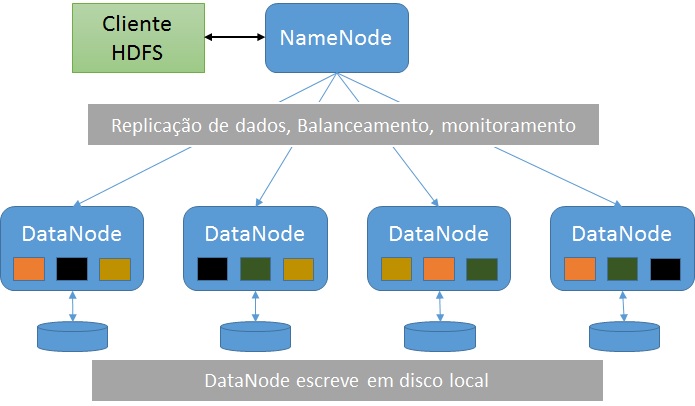 Cliente
HDFS
NameNode
Replicação de dados, Balanceamento, monitoramento
DataNode
DataNode
DataNode
DataNode
DataNode escreve em disco local